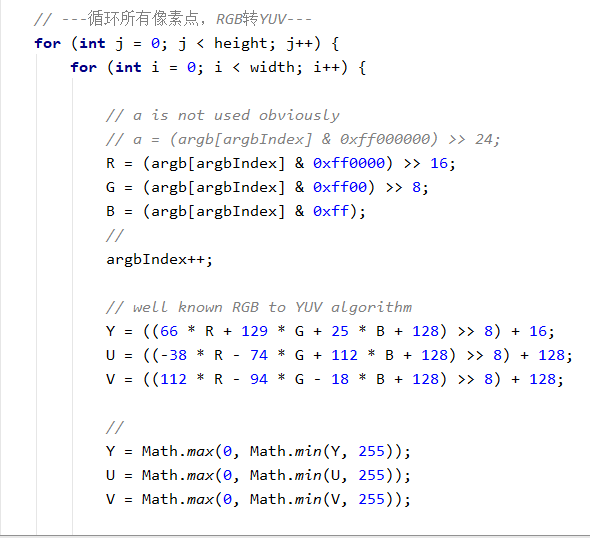 // ---循环所有像素点，RGB转YUV---
for (int j = 0; j < height; j++) {
for (int i = 0; i < width; i++) {
// a is not used obviously
// a = (argb[argbIndex] & 0xff000000) >> 24;
R = (argb[argbIndex] & 0xff0000) >> 16;
G = (argb[argbIndex] & 0xff00) >> 8;
B = (argb[argbIndex] & 0xff);
//
argbIndex++;
// well known RGB to YUV algorithm
Y = ((66 * R + 129 * G + 25 * B + 128) >> 8) + 16;
U = ((-38 * R - 74 * G + 112 * B + 128) >> 8) + 128;
V = ((112 * R - 94 * G - 18 * B + 128) >> 8) + 128;
//
Y = Math.max(0, Math.min(Y, 255));
U = Math.max(0, Math.min(U, 255));
V = Math.max(0, Math.min(V, 255));